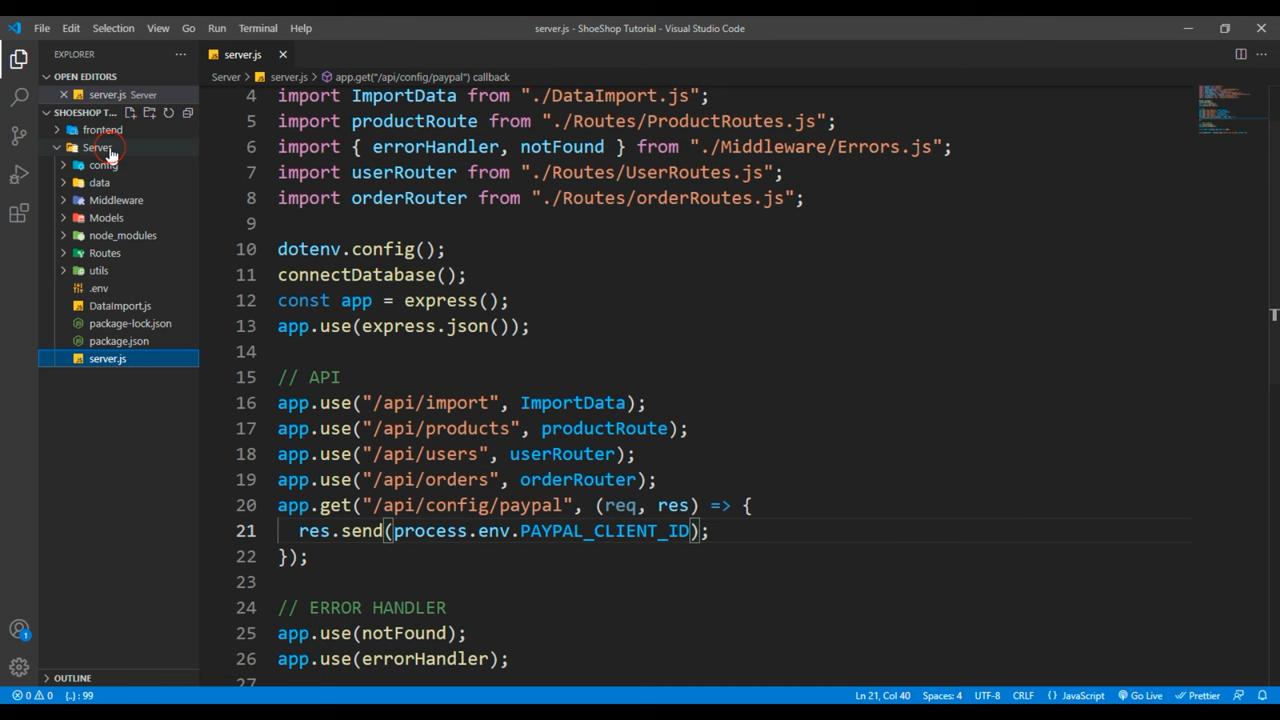 File Edit Selection View Go Run Terminal Help
server.js - ShoeShop Tutorial - Visual Studio Code
EXPLORER
OPEN EDITORS
server.js Server
SHOESHOP T...
frontend
Server
config
data
Middleware
Models
node_modules
Routes
utils
.env
DataImport.js
package-lock.json
package.json
server.js
OUTLINE
server.js
Server > server.js > app.get("/api/config/paypal") callback
4 import ImportData from "./DataImport.js";
5 import productRoute from "./Routes/ProductRoutes.js";
6 import { errorHandler, notFound } from "./Middleware/Errors.js";
7 import userRouter from "./Routes/UserRoutes.js";
8 import orderRouter from "./Routes/orderRoutes.js";
9
10 dotenv.config();
11 connectDatabase();
12 const app = express();
13 app.use(express.json());
14
15 // API
16 app.use("/api/import", ImportData);
17 app.use("/api/products", productRoute);
18 app.use("/api/users", userRouter);
19 app.use("/api/orders", orderRouter);
20 app.get("/api/config/paypal", (req, res) => {
21 res.send(process.env.PAYPAL_CLIENT_ID);
22 });
23
24 // ERROR HANDLER
25 app.use(notFound);
26 app.use(errorHandler);
27
1
0 0 {..} : 99
Ln 21, Col 40 Spaces: 4 UTF-8 CRLF {} JavaScript Go Live Prettier